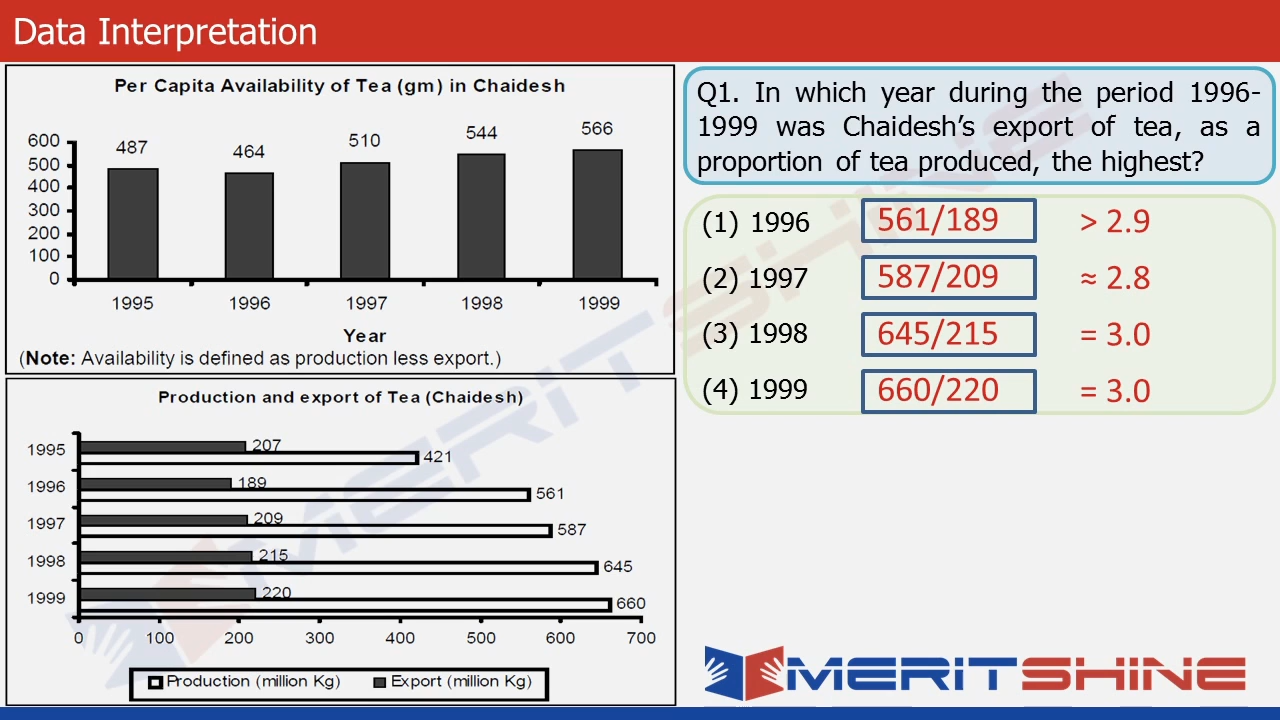 Data Interpretation
Per Capita Availability of Tea (gm) in Chaidesh
600
500
400
300
200
100
0
487
464
510
544
566
1995
1996
1997
1998
1999
Year
(Note: Availability is defined as production less export.)
Production and export of Tea (Chaidesh)
1995
207
421
1996
189
561
1997
209
587
1998
215
645
1999
220
660
0 100 200 300 400 500 600 700
Production (million Kg) Export (million Kg)
Q1. In which year during the period 1996-
1999 was Chaidesh's export of tea, as a
proportion of tea produced, the highest?
(1) 1996 561/189 > 2.9
(2) 1997 587/209 ≈ 2.8
(3) 1998 645/215 = 3.0
(4) 1999 660/220 = 3.0
MERiTSHINE
MERiTSHINE